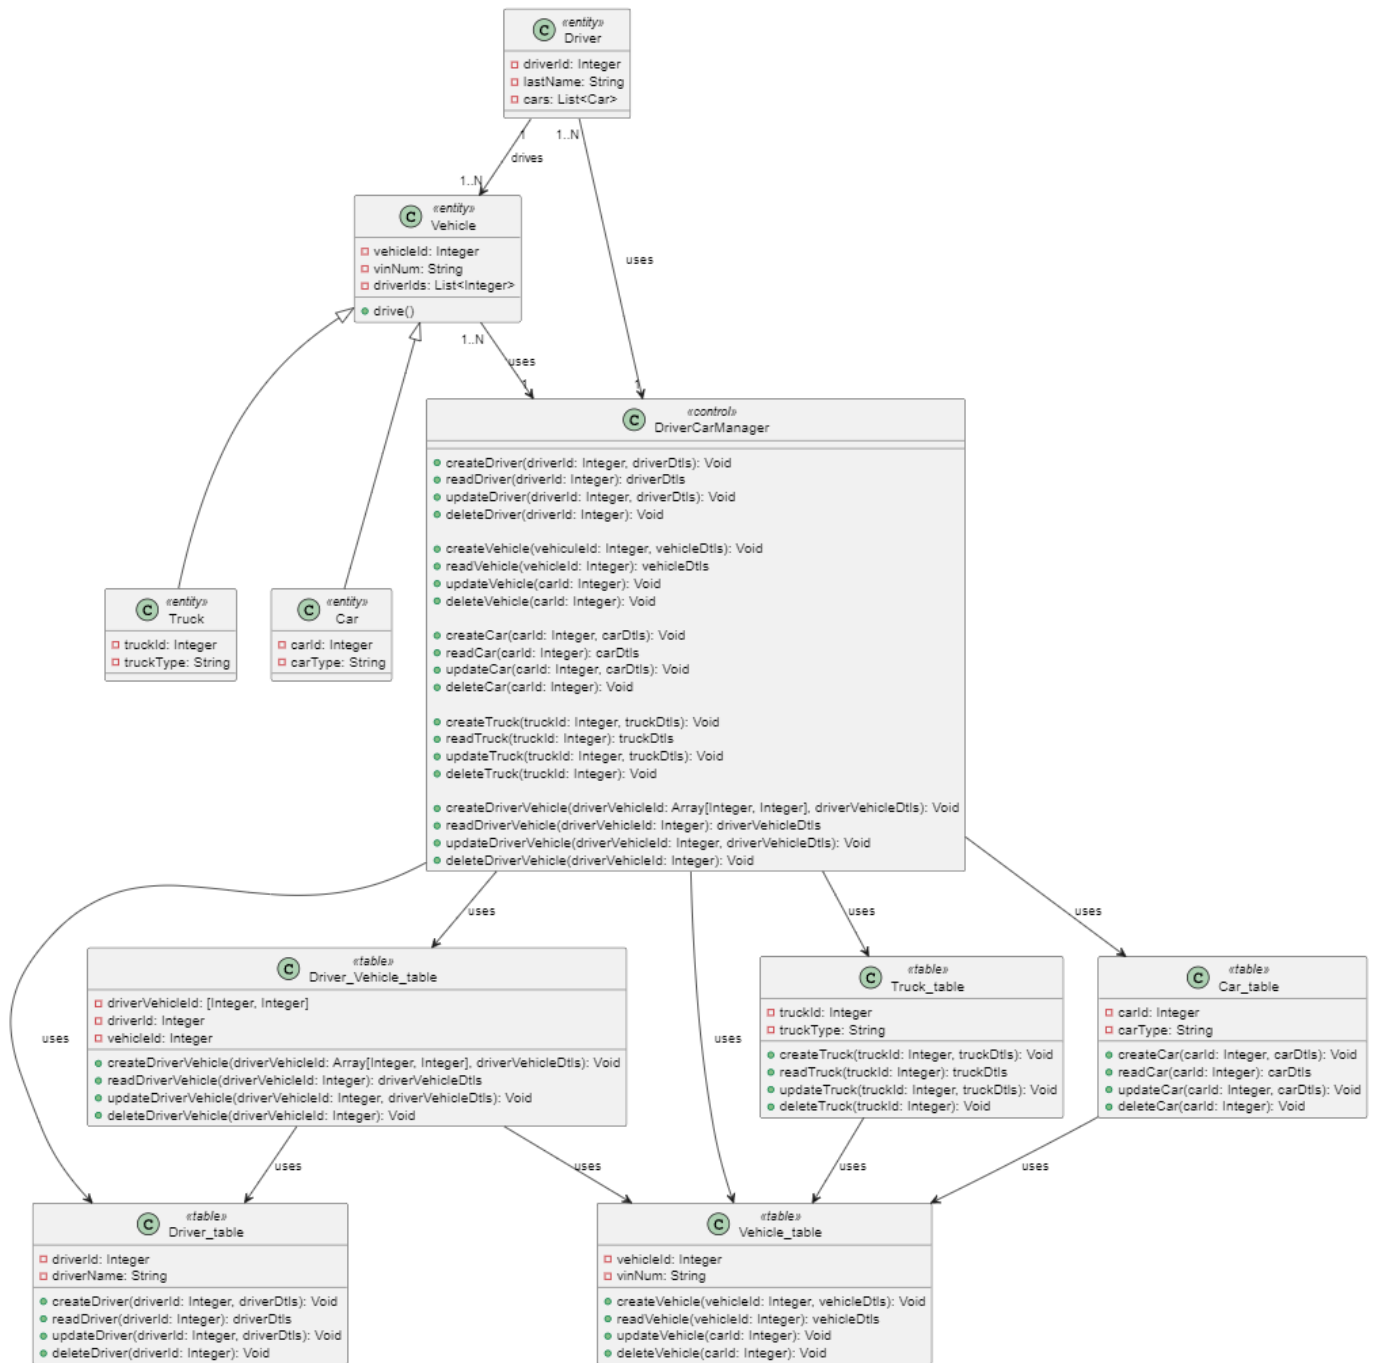 C «entity»
Driver
driverId: Integer
lastName: String
cars: List<Car>
1
1..N
drives
1..N
uses
C «entity»
Vehicle
vehicleId: Integer
vinNum: String
driverIds: List<Integer>
drive()
1..N
uses
1
1
C «control»
DriverCarManager
createDriver(driverId: Integer, driverDtls): Void
readDriver(driverId: Integer): driverDtls
updateDriver(driverId: Integer, driverDtls): Void
deleteDriver(driverId: Integer): Void
createVehicle(vehiculeId: Integer, vehicleDtls): Void
readVehicle(vehicleId: Integer): vehicleDtls
updateVehicle(carId: Integer): Void
deleteVehicle(carId: Integer): Void
createCar(carId: Integer, carDtls): Void
readCar(carId: Integer): carDtls
updateCar(carId: Integer, carDtls): Void
deleteCar(carId: Integer): Void
createTruck(truckId: Integer, truckDtls): Void
readTruck(truckId: Integer): truckDtls
updateTruck(truckId: Integer, truckDtls): Void
deleteTruck(truckId: Integer): Void
createDriverVehicle(driverVehicleId: Array[Integer, Integer], driverVehicleDtls): Void
readDriverVehicle(driverVehicleId: Integer): driverVehicleDtls
updateDriverVehicle(driverVehicleId: Integer, driverVehicleDtls): Void
deleteDriverVehicle(driverVehicleId: Integer): Void
C «entity»
Truck
truckId: Integer
truckType: String
C «entity»
Car
carId: Integer
carType: String
uses
uses
uses
uses
uses
C «table»
Driver_Vehicle_table
driverVehicleId: [Integer, Integer]
driverId: Integer
vehicleId: Integer
createDriverVehicle(driverVehicleId: Array[Integer, Integer], driverVehicleDtls): Void
readDriverVehicle(driverVehicleId: Integer): driverVehicleDtls
updateDriverVehicle(driverVehicleId: Integer, driverVehicleDtls): Void
deleteDriverVehicle(driverVehicleId: Integer): Void
C «table»
Truck_table
truckId: Integer
truckType: String
createTruck(truckId: Integer, truckDtls): Void
readTruck(truckId: Integer): truckDtls
updateTruck(truckId: Integer, truckDtls): Void
deleteTruck(truckId: Integer): Void
C «table»
Car_table
carId: Integer
carType: String
createCar(carId: Integer, carDtls): Void
readCar(carId: Integer): carDtls
updateCar(carId: Integer, carDtls): Void
deleteCar(carId: Integer): Void
uses
uses
uses
uses
C «table»
Driver_table
driverId: Integer
driverName: String
createDriver(driverId: Integer, driverDtls): Void
readDriver(driverId: Integer): driverDtls
updateDriver(driverId: Integer, driverDtls): Void
deleteDriver(driverId: Integer): Void
C «table»
Vehicle_table
vehicleId: Integer
vinNum: String
createVehicle(vehicleId: Integer, vehicleDtls): Void
readVehicle(vehicleId: Integer): vehicleDtls
updateVehicle(carId: Integer): Void
deleteVehicle(carId: Integer): Void